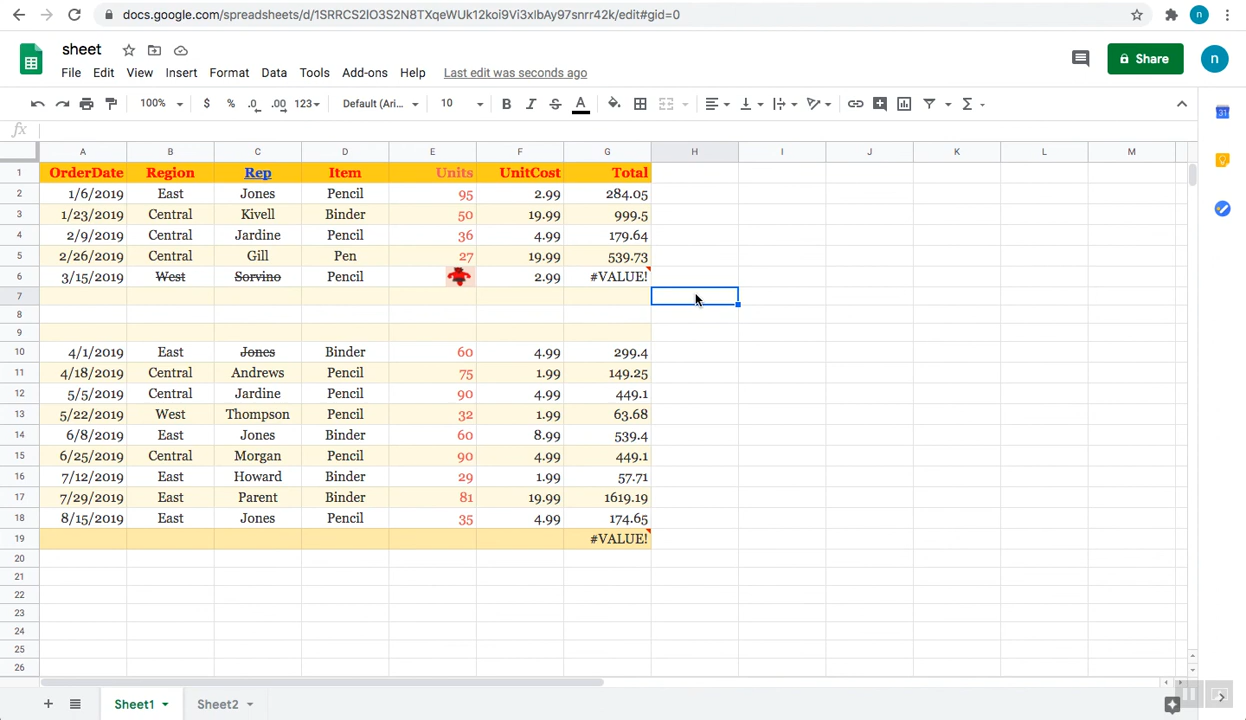 docs.google.com/spreadsheets/d/1SRRCS2IO3S2N8TXqeWUk12koi9Vi3xIbAy97snrr42k/edit#gid=0
n
sheet
File Edit View Insert Format Data Tools Add-ons Help Last edit was seconds ago
Share
n
100% $ % .0 .00 123 Default (Ari... 10 B I S A
31
fx
A B C D E F G H I J K L M
1 OrderDate Region Rep Item Units UnitCost Total
2 1/6/2019 East Jones Pencil 95 2.99 284.05
3 1/23/2019 Central Kivell Binder 50 19.99 999.5
4 2/9/2019 Central Jardine Pencil 36 4.99 179.64
5 2/26/2019 Central Gill Pen 27 19.99 539.73
6 3/15/2019 West Sorvino Pencil 2.99 #VALUE!
7
8
9
10 4/1/2019 East Jones Binder 60 4.99 299.4
11 4/18/2019 Central Andrews Pencil 75 1.99 149.25
12 5/5/2019 Central Jardine Pencil 90 4.99 449.1
13 5/22/2019 West Thompson Pencil 32 1.99 63.68
14 6/8/2019 East Jones Binder 60 8.99 539.4
15 6/25/2019 Central Morgan Pencil 90 4.99 449.1
16 7/12/2019 East Howard Binder 29 1.99 57.71
17 7/29/2019 East Parent Binder 81 19.99 1619.19
18 8/15/2019 East Jones Pencil 35 4.99 174.65
19 #VALUE!
20
21
22
23
24
25
26
Sheet1 Sheet2